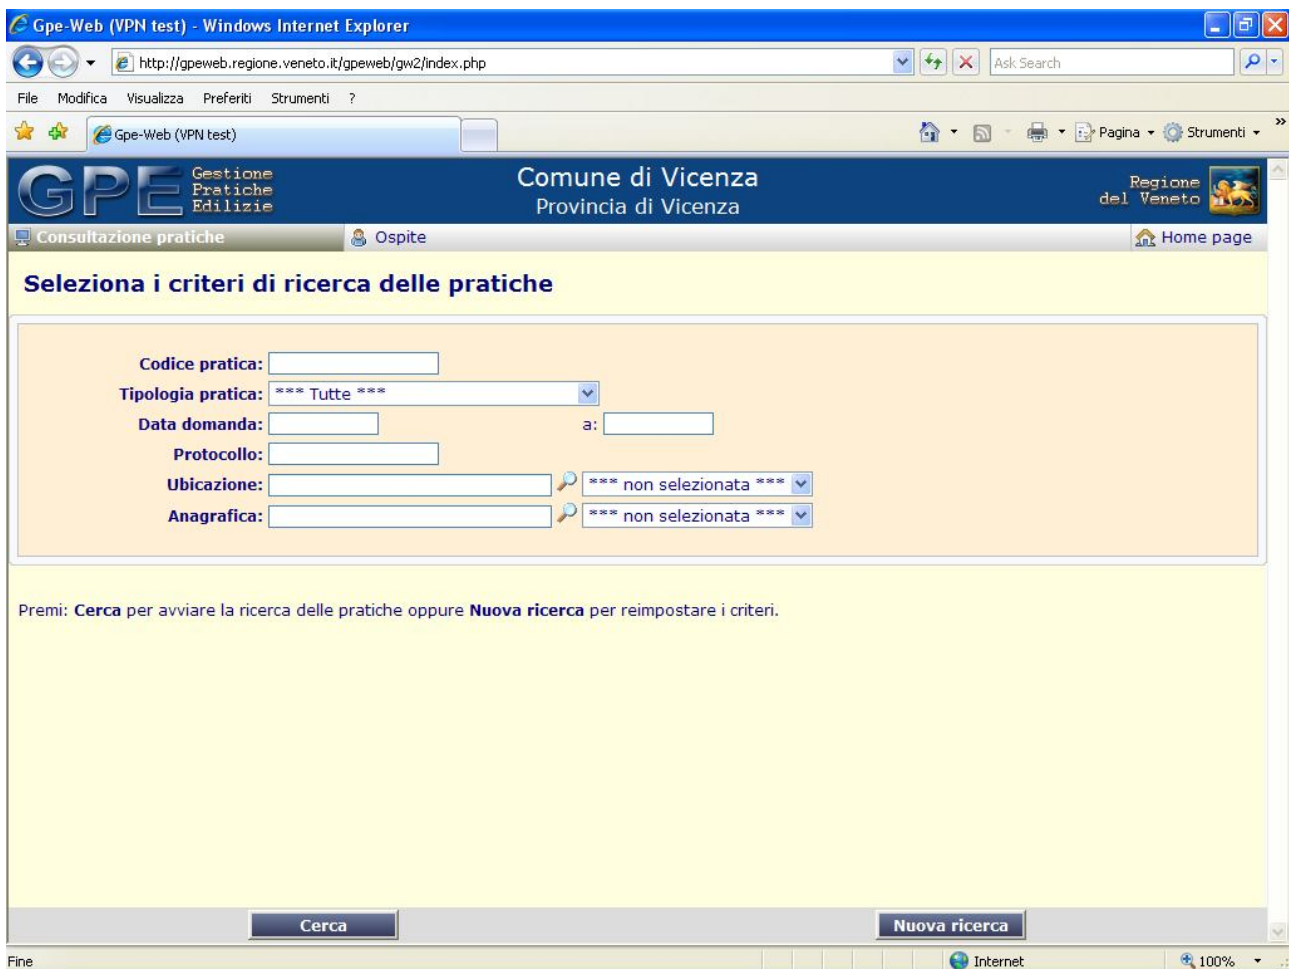 Gpe-Web (VPN test) - Windows Internet Explorer
http://gpeweb.regione.veneto.it/gpeweb/gw2/index.php
Ask Search
File Modifica Visualizza Preferiti Strumenti ?
Gpe-Web (VPN test)
Pagina Strumenti »
GPE Gestione Pratiche Edilizie
Comune di Vicenza
Provincia di Vicenza
Regione del Veneto
Consultazione pratiche Ospite Home page
Seleziona i criteri di ricerca delle pratiche
Codice pratica:
Tipologia pratica: *** Tutte ***
Data domanda: a:
Protocollo:
Ubicazione: *** non selezionata ***
Anagrafica: *** non selezionata ***
Premi: Cerca per avviare la ricerca delle pratiche oppure Nuova ricerca per reimpostare i criteri.
Cerca Nuova ricerca
Fine Internet 100%